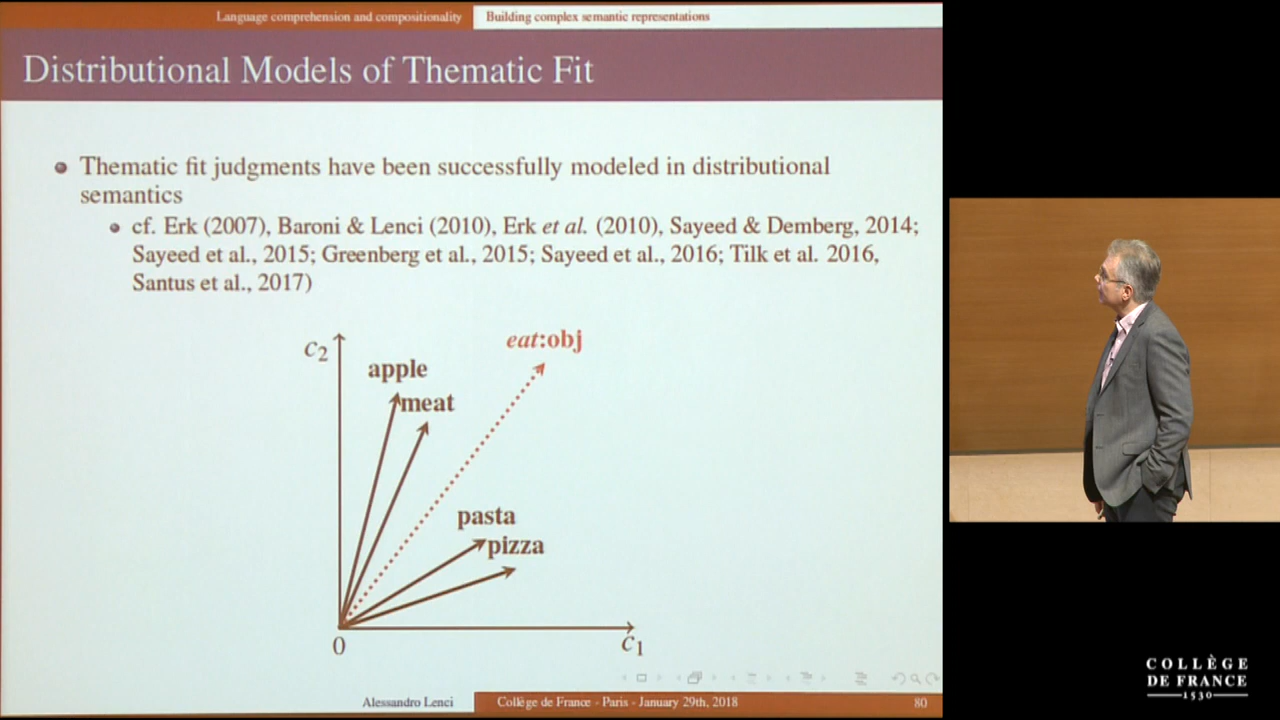 Language comprehension and compositionality Building complex semantic representations
Distributional Models of Thematic Fit
Thematic fit judgments have been successfully modeled in distributional
semantics
cf. Erk (2007), Baroni & Lenci (2010), Erk et al. (2010), Sayeed & Demberg, 2014;
Sayeed et al., 2015; Greenberg et al., 2015; Sayeed et al., 2016; Tilk et al. 2016,
Santus et al., 2017)
c2
eat:obj
apple
meat
pasta
pizza
0
c1
Alessandro Lenci Collège de France - Paris - January 29th, 2018 80
COLLÈGE
DE FRANCE
1530